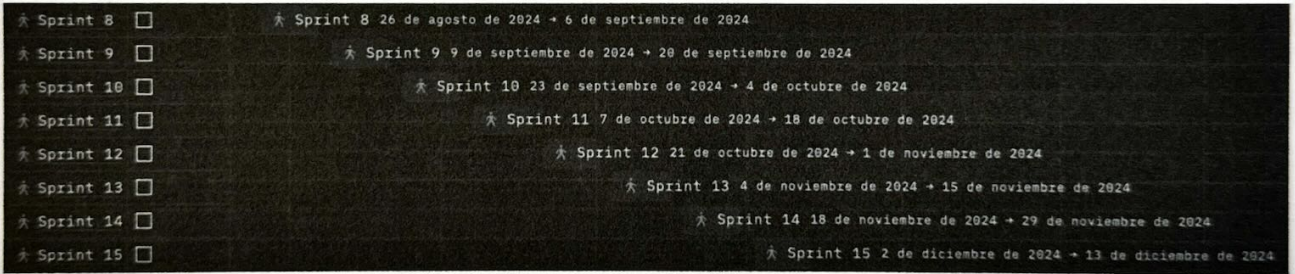 Sprint 8 Sprint 8 26 de agosto de 2024 → 6 de septiembre de 2024
Sprint 9 Sprint 9 9 de septiembre de 2024 → 20 de septiembre de 2024
Sprint 10 Sprint 10 23 de septiembre de 2024 → 4 de octubre de 2024
Sprint 11 Sprint 11 7 de octubre de 2024 → 18 de octubre de 2024
Sprint 12 Sprint 12 21 de octubre de 2024 → 1 de noviembre de 2024
Sprint 13 Sprint 13 4 de noviembre de 2024 → 15 de noviembre de 2024
Sprint 14 Sprint 14 18 de noviembre de 2024 → 29 de noviembre de 2024
Sprint 15 Sprint 15 2 de diciembre de 2024 → 13 de diciembre de 2024